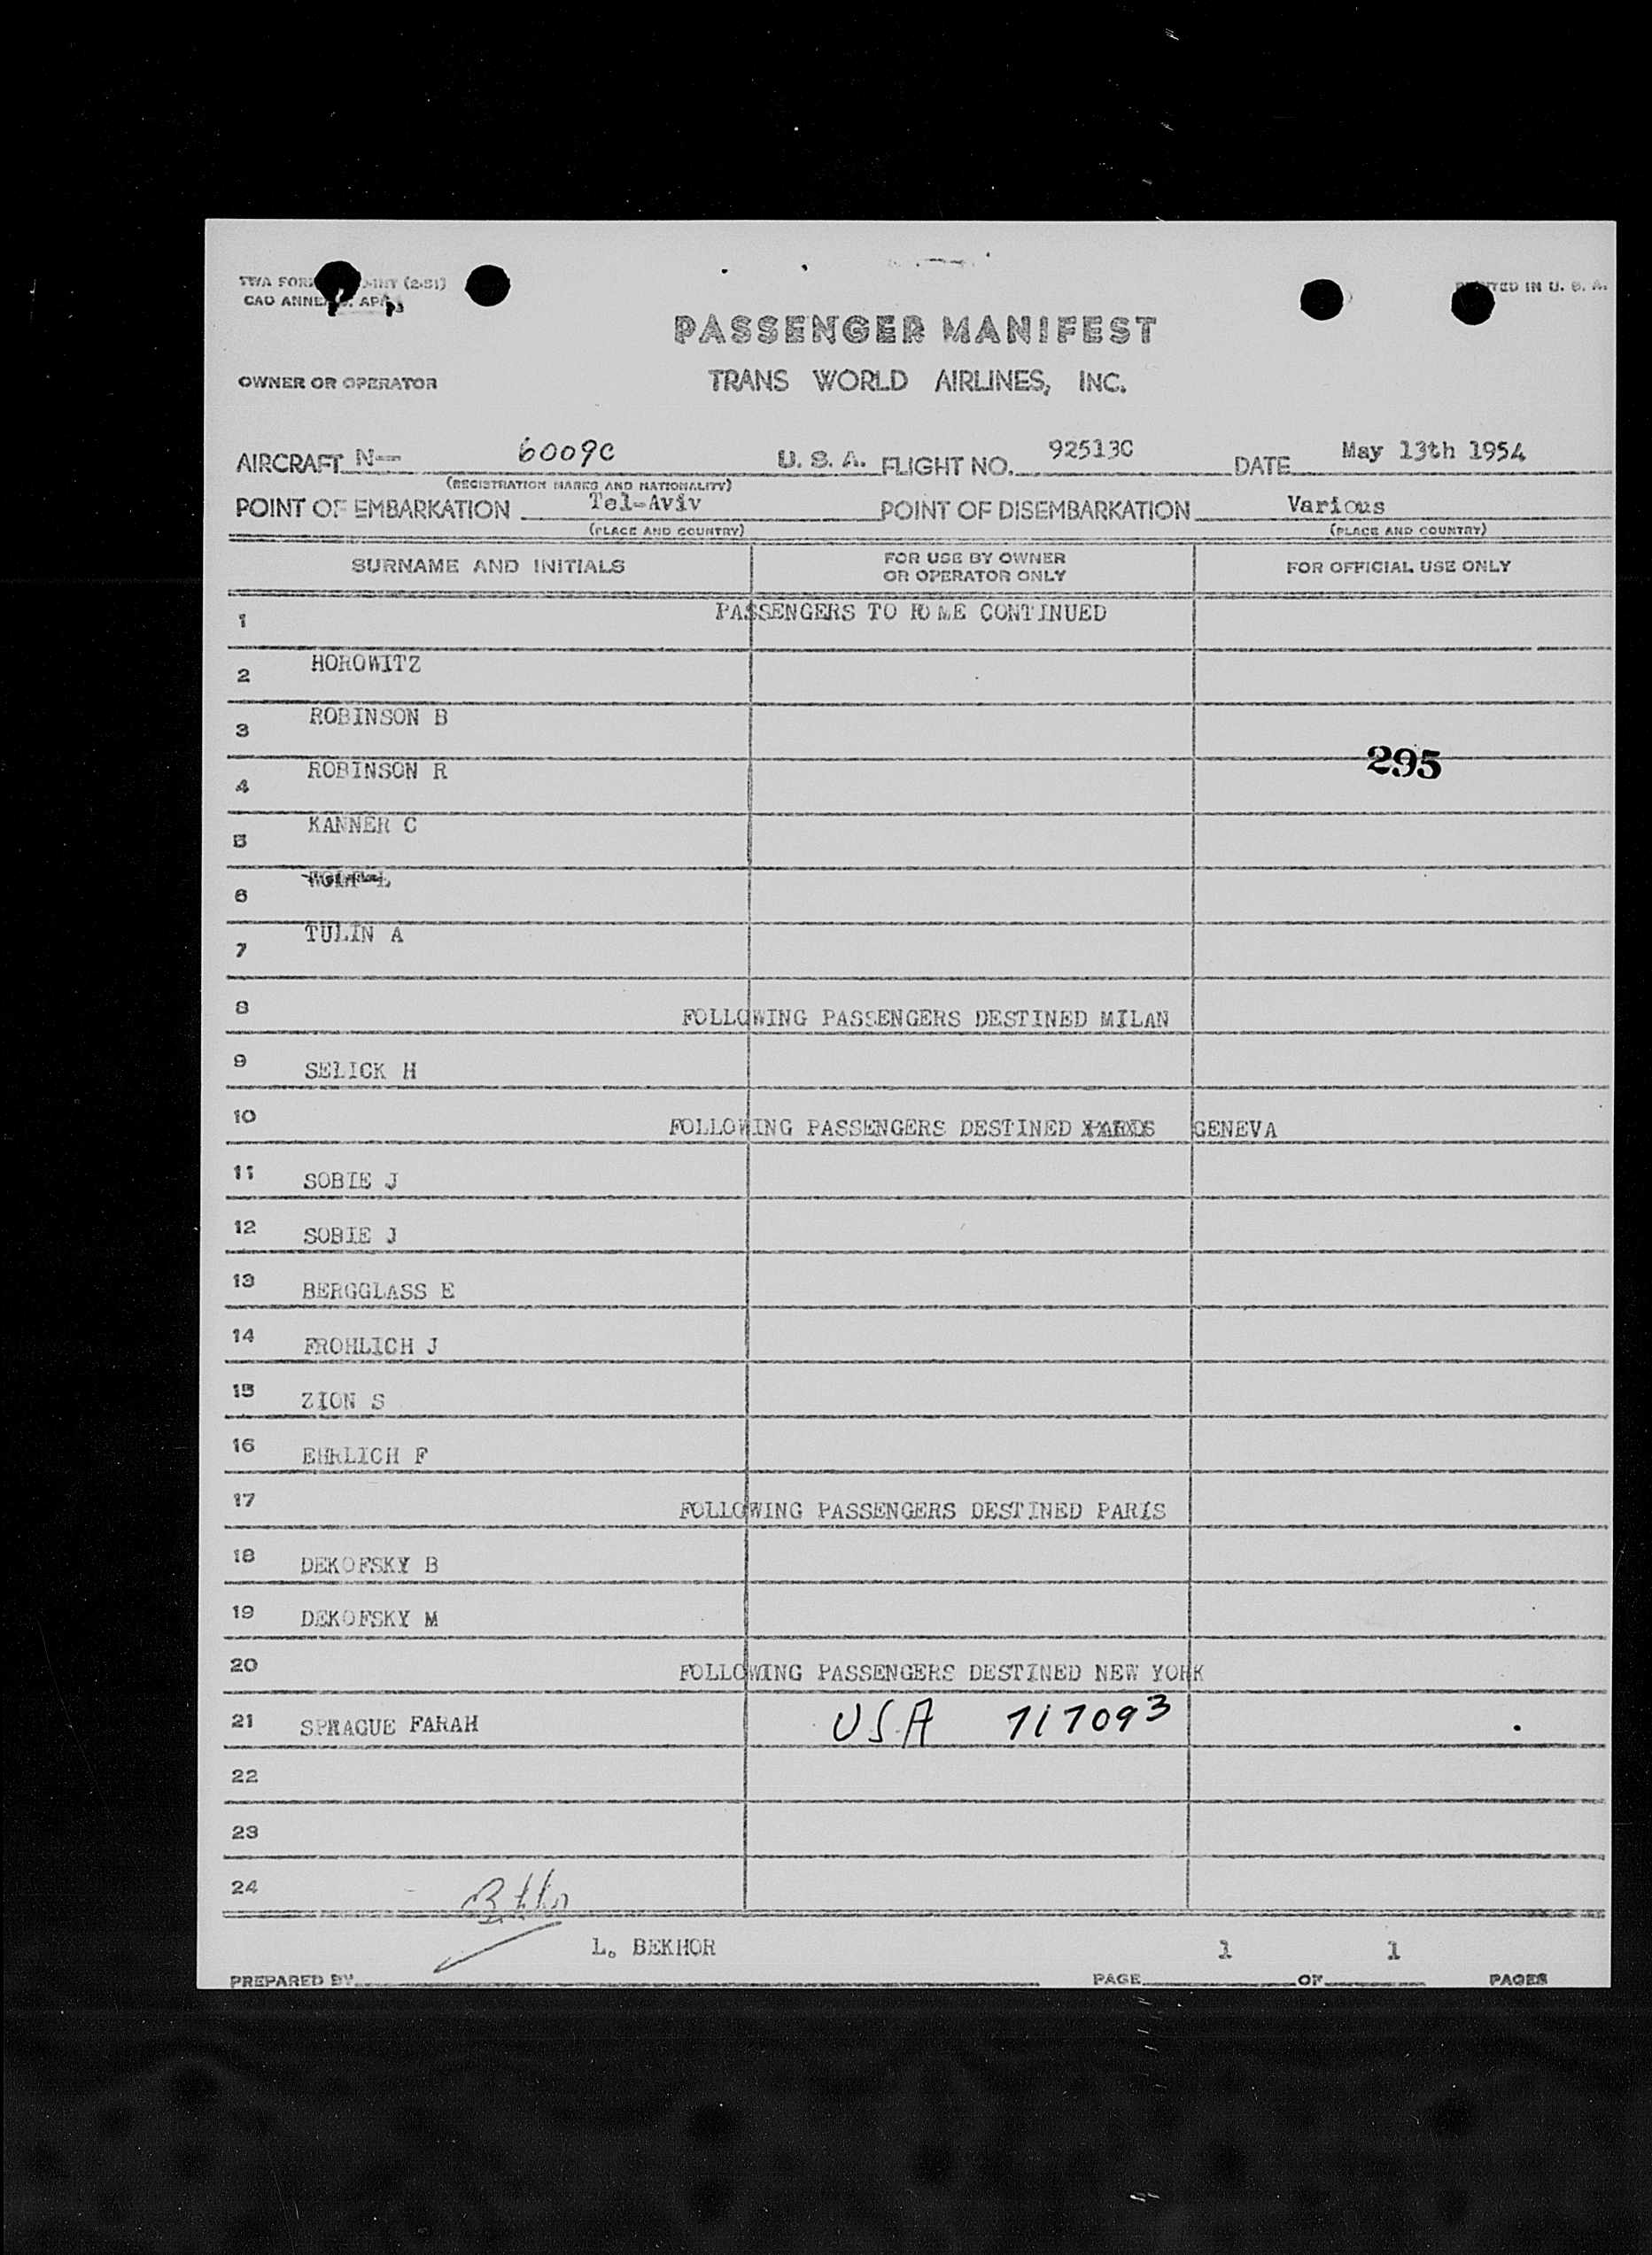 TWA FORM (2-51)
PRINTED IN U. S. A.
PASSENGER MANIFEST
OWNER OR OPERATOR TRANS WORLD AIRLINES, INC.
AIRCRAFT N-- 6009C U. S. A. FLIGHT NO. 92513C DATE May 13th 1954
(REGISTRATION MARKS AND NATIONALITY)
POINT OF EMBARKATION Tel-Aviv POINT OF DISEMBARKATION Various
(PLACE AND COUNTRY) (PLACE AND COUNTRY)
SURNAME AND INITIALS FOR USE BY OWNER OR OPERATOR ONLY FOR OFFICIAL USE ONLY
1 PASSENGERS TO ROME CONTINUED
2 HOROWITZ
3 ROBINSON B
295
4 ROBINSON R
5 KANNER C
6
7 TULIN A
8 FOLLOWING PASSENGERS DESTINED MILAN
9 SELICK H
10 FOLLOWING PASSENGERS DESTINED PARIS GENEVA
11 SOBIE J
12 SOBIE J
13 BERGGLASS E
14 FROHLICH J
15 ZION S
16 EHRLICH F
17 FOLLOWING PASSENGERS DESTINED PARIS
18 DEKOFSKY B
19 DEKOFSKY M
20 FOLLOWING PASSENGERS DESTINED NEW YORK
21 SPRAGUE FARAH USA 717093
22
23
24
L. BEKHOR 1 1
PREPARED BY PAGE OF PAGES